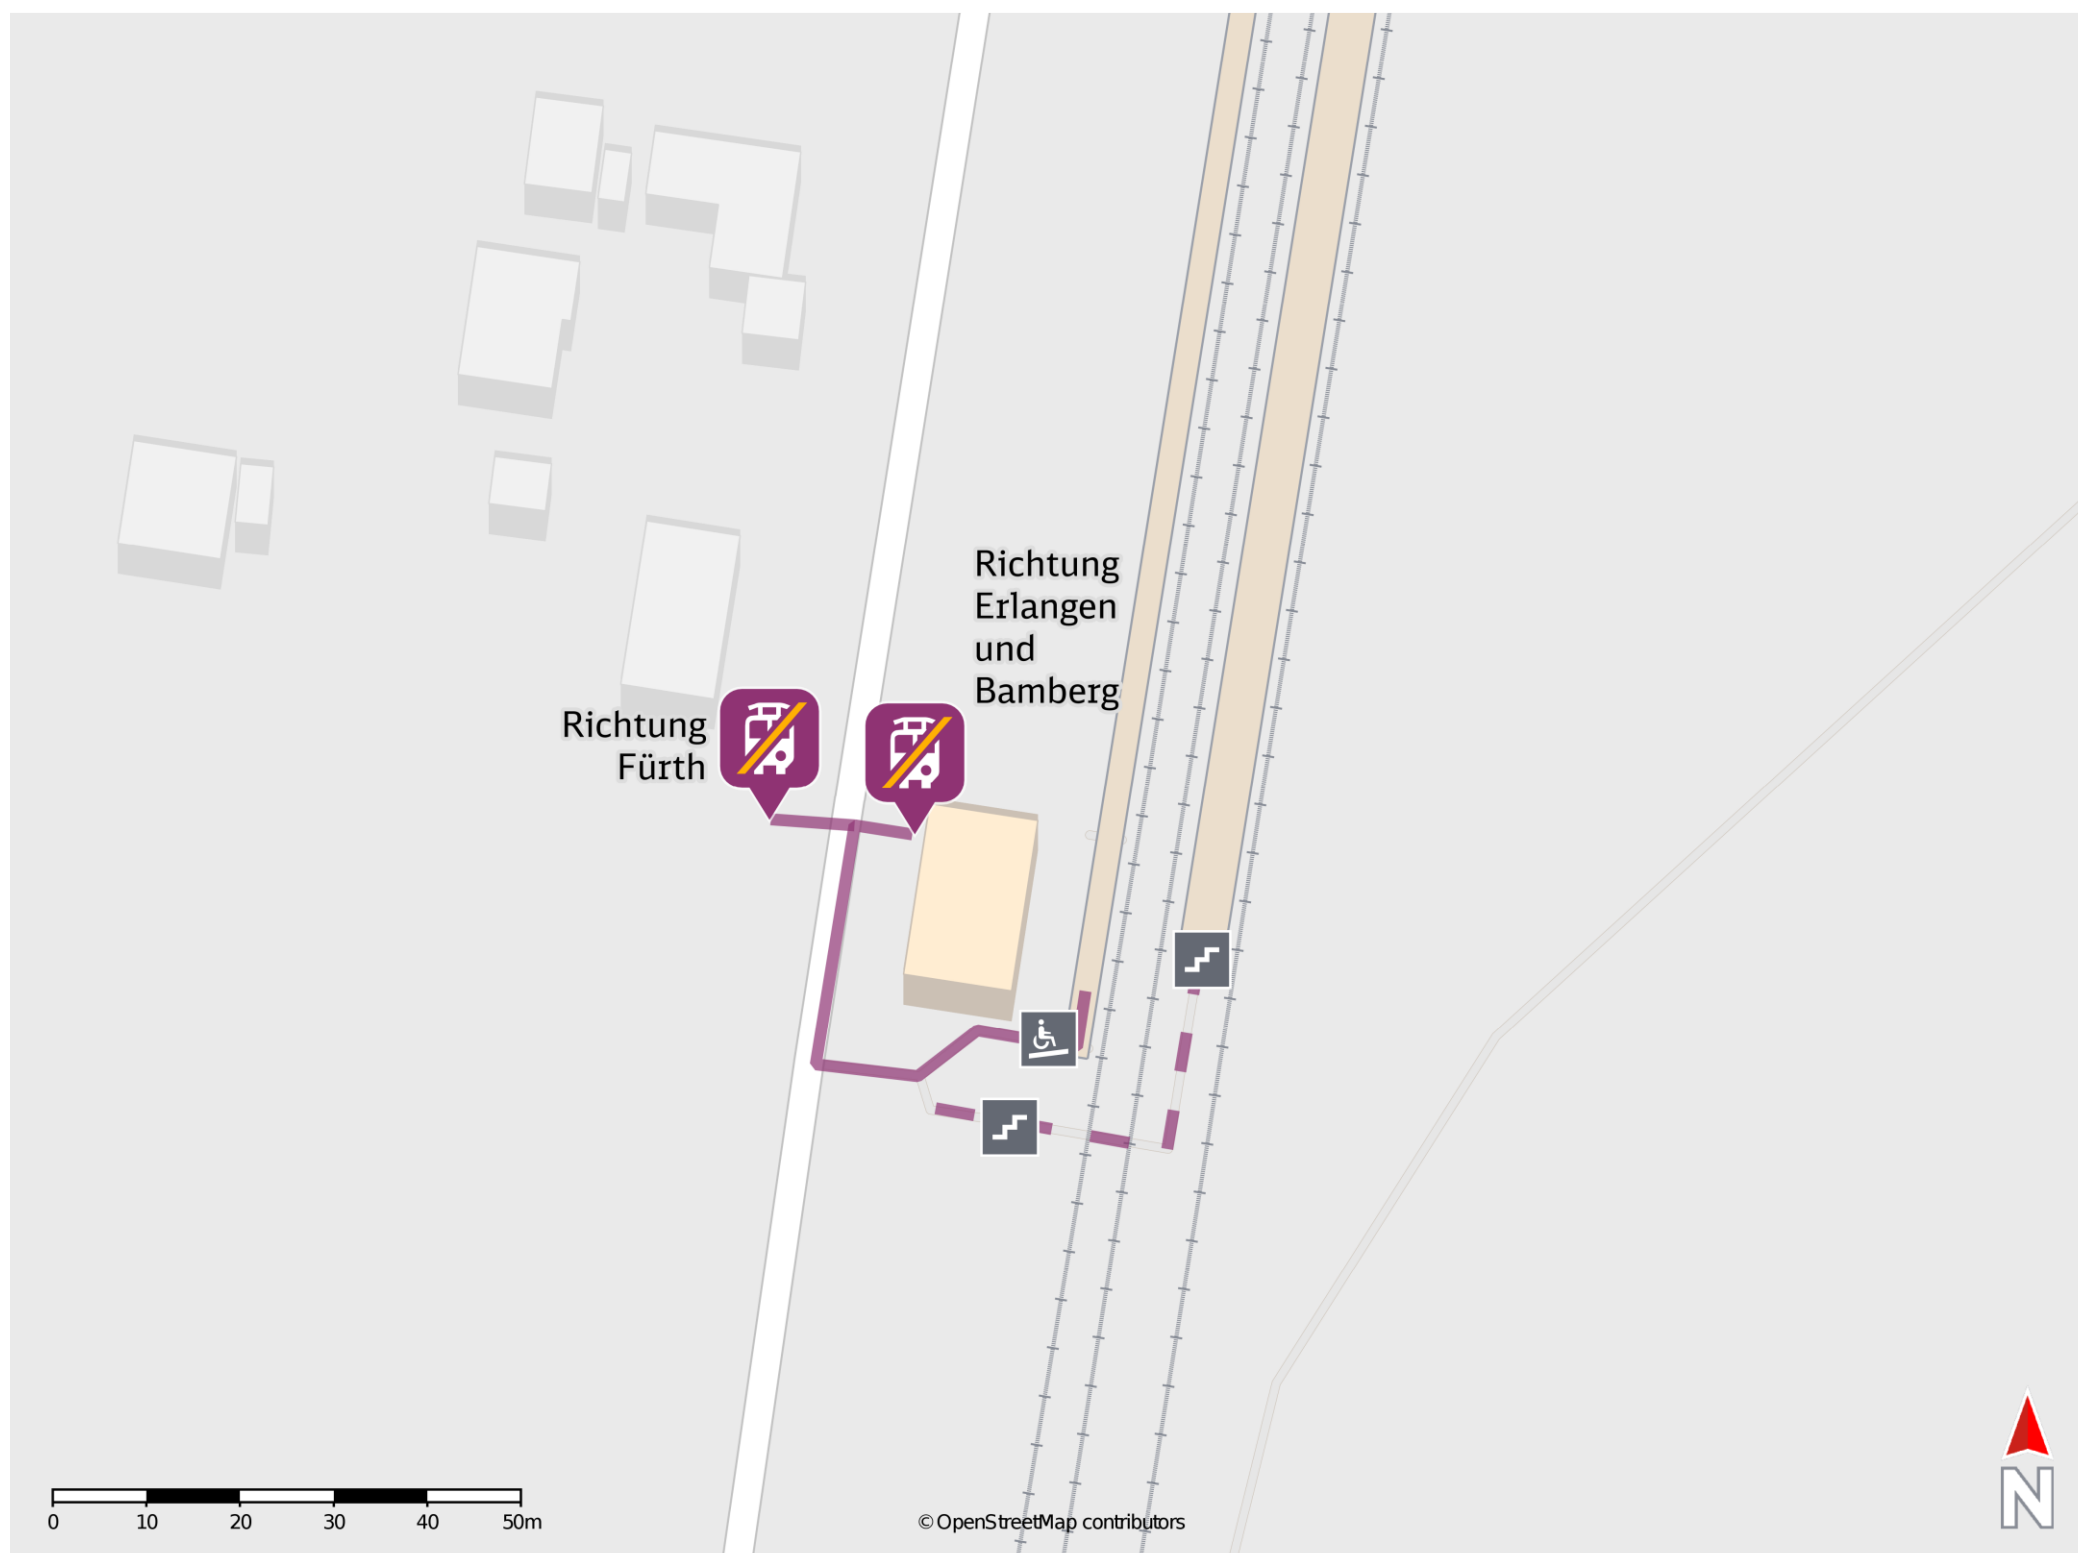 Richtung
Erlangen
und
Bamberg
Richtung
Fürth
0 10 20 30 40 50m
© OpenStreetMap contributors
N